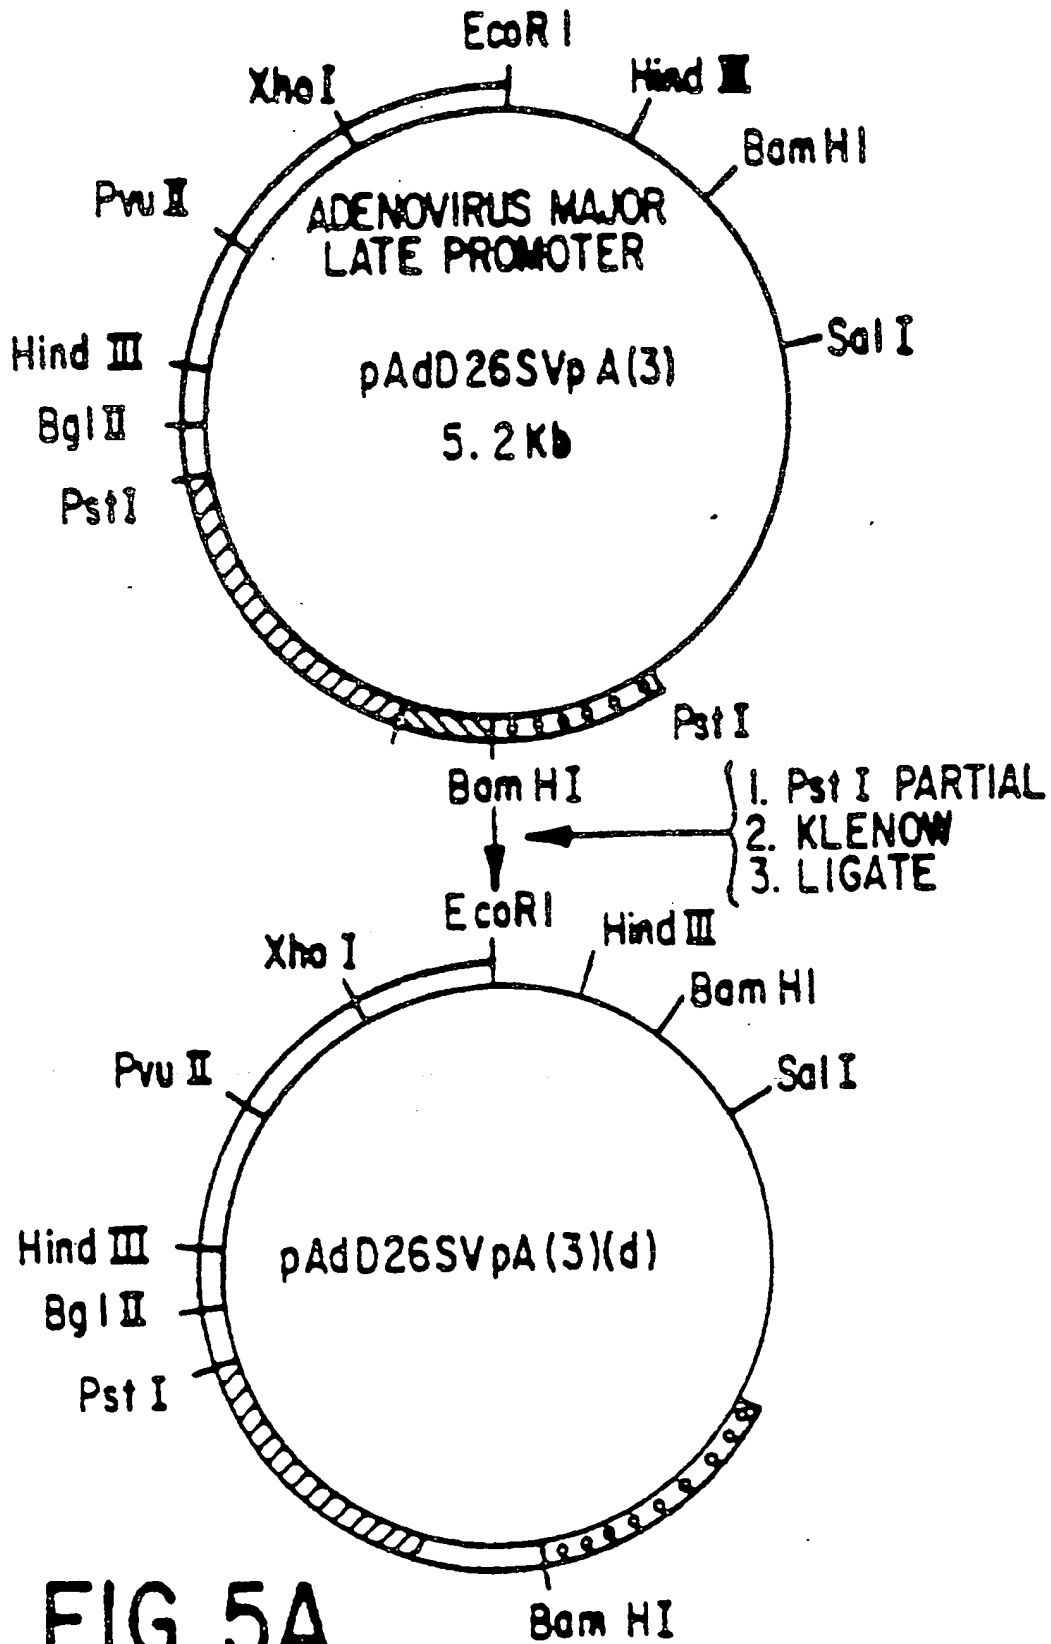 EcoR I
Xho I
Hind III
Bam HI
Pvu II
ADENOVIRUS MAJOR
LATE PROMOTER
Sal I
Hind III
pAdD26SVpA(3)
Bgl II
5.2Kb
Pst I
Pst I
Bam HI
1. Pst I PARTIAL
2. KLENOW
3. LIGATE
EcoRI
Xho I
Hind III
Bam HI
Pvu II
Sal I
Hind III
pAdD26SVpA(3)(d)
Bgl II
Pst I
Bam HI
FIG. 5A